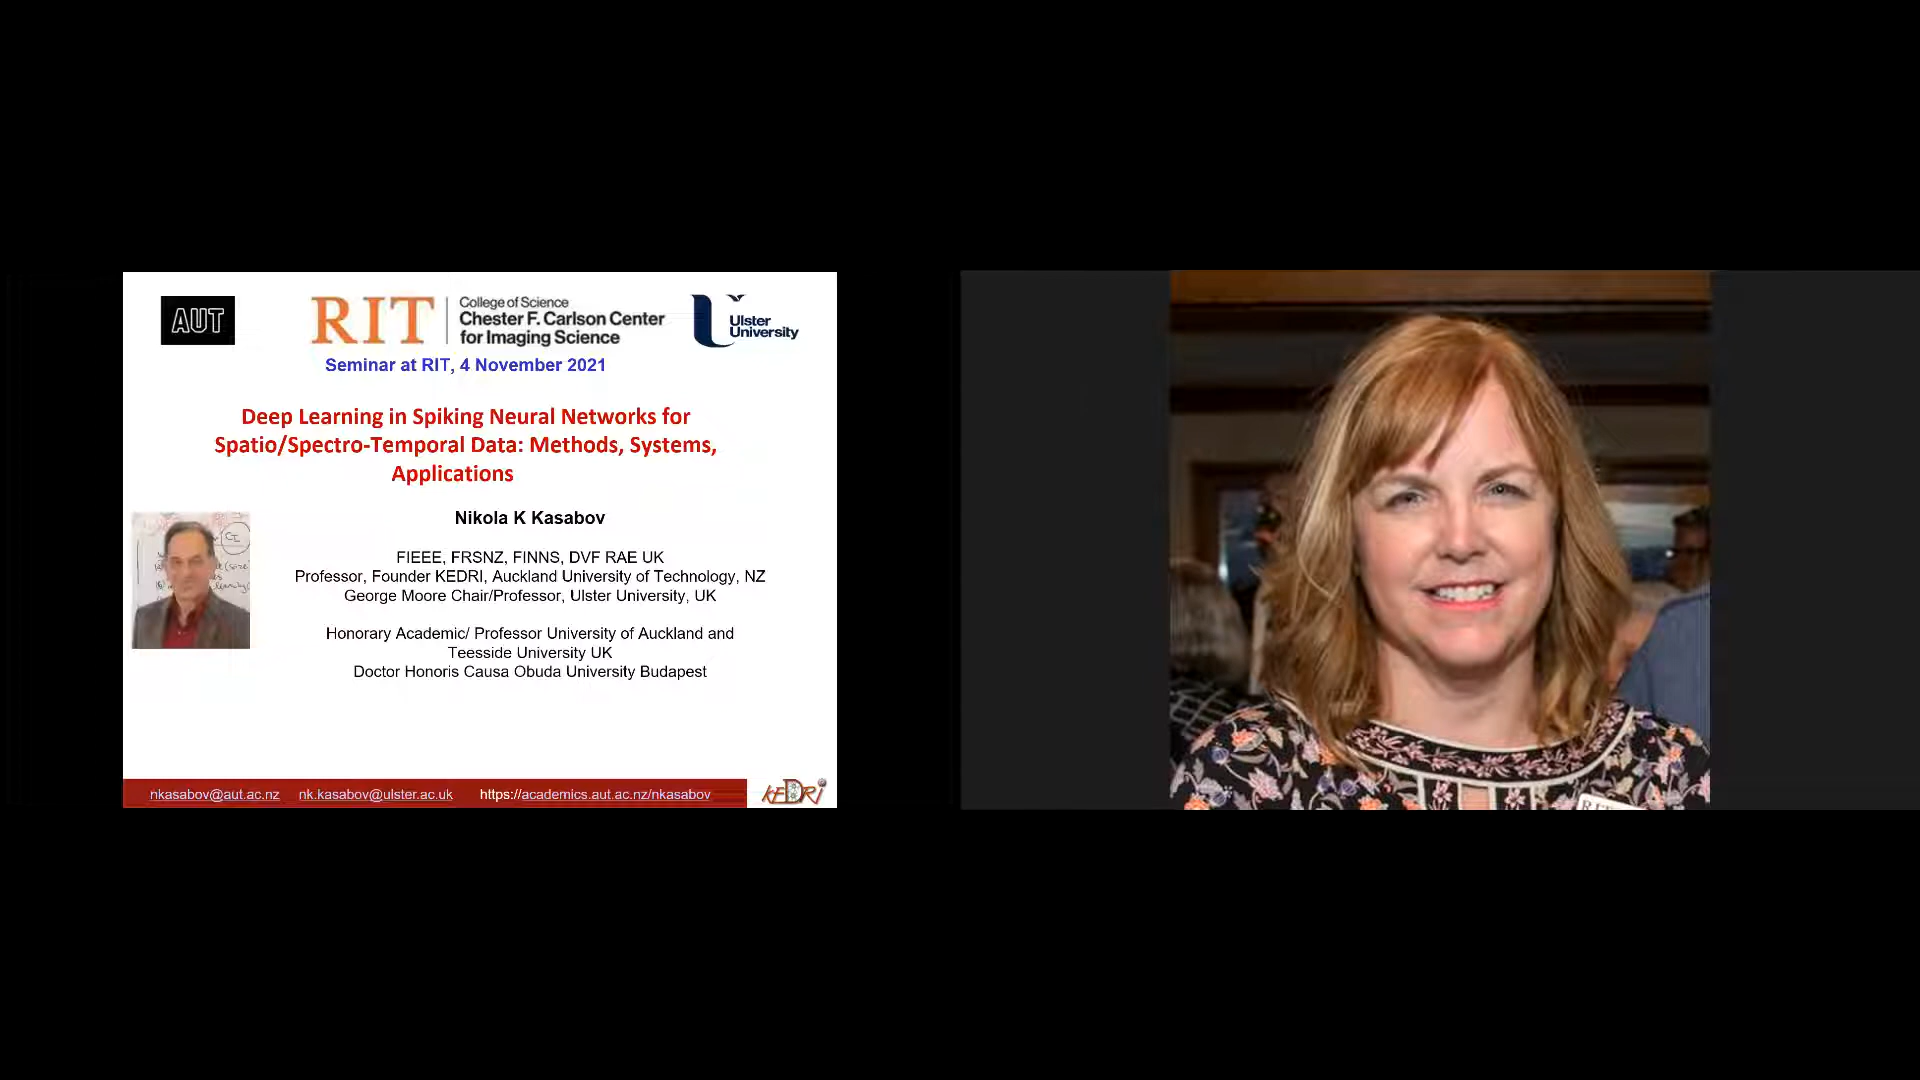 AUT
RIT
College of Science
Chester F. Carlson Center
for Imaging Science
Ulster
University
Seminar at RIT, 4 November 2021
Deep Learning in Spiking Neural Networks for
Spatio/Spectro-Temporal Data: Methods, Systems,
Applications
Nikola K Kasabov
FIEEE, FRSNZ, FINNS, DVF RAE UK
Professor, Founder KEDRI, Auckland University of Technology, NZ
George Moore Chair/Professor, Ulster University, UK
Honorary Academic/ Professor University of Auckland and
Teesside University UK
Doctor Honoris Causa Obuda University Budapest
nkasabov@aut.ac.nz nk.kasabov@ulster.ac.uk https://academics.aut.ac.nz/nkasabov
KEDRi